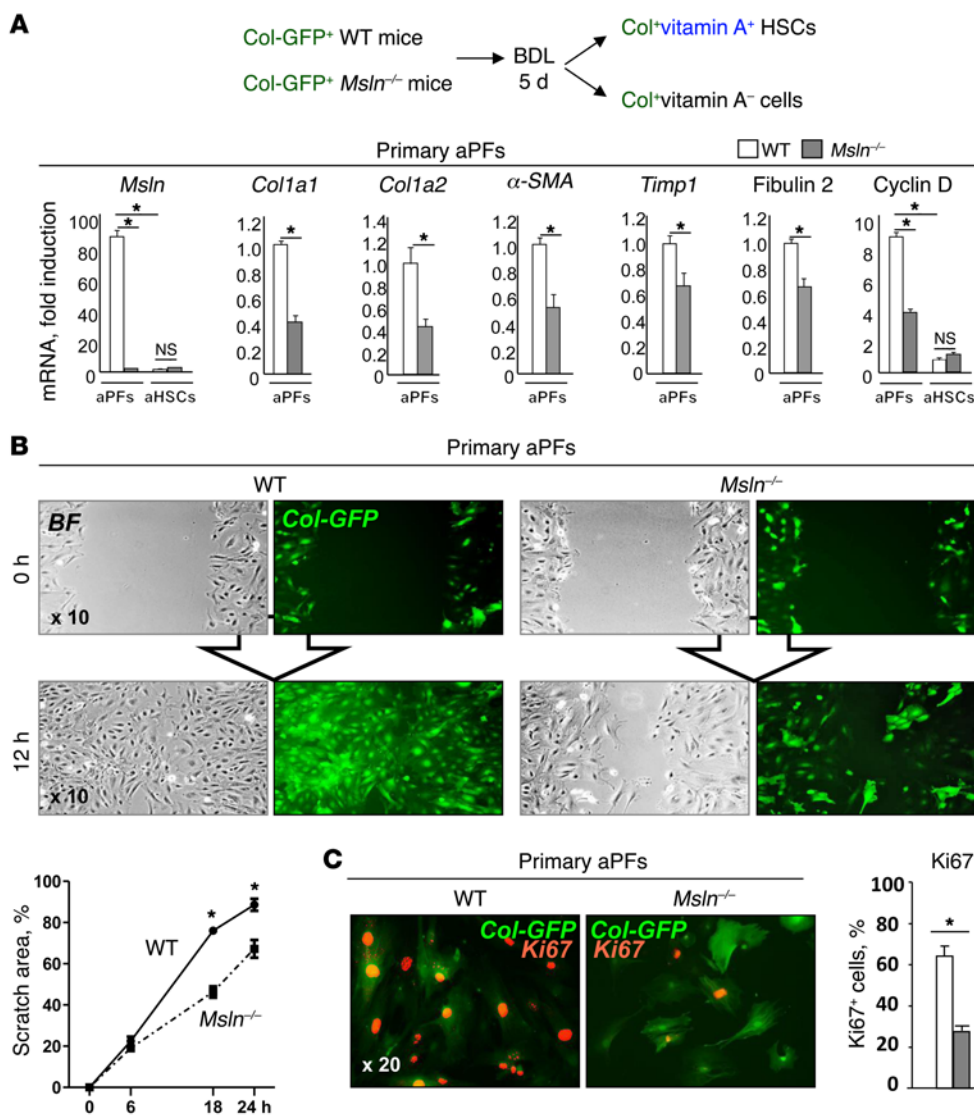 A
Col-GFP⁺ WT mice
Col-GFP⁺ Msln⁻/⁻ mice
BDL
5 d
Col⁺vitamin A⁺ HSCs
Col⁺vitamin A⁻ cells
Primary aPFs
WT Msln⁻/⁻
mRNA, fold induction
Msln
100
80
60
40
20
0
*
*
NS
aPFs aHSCs
Col1a1
1.2
1.0
0.8
0.6
0.4
0.2
0
*
aPFs
Col1a2
1.2
1.0
0.8
0.6
0.4
0.2
0
*
aPFs
α-SMA
1.2
1.0
0.8
0.6
0.4
0.2
0
*
aPFs
Timp1
1.2
1.0
0.8
0.6
0.4
0.2
0
*
aPFs
Fibulin 2
1.2
1.0
0.8
0.6
0.4
0.2
0
*
aPFs
Cyclin D
10
8
6
4
2
0
*
*
NS
aPFs aHSCs
B
Primary aPFs
WT Msln⁻/⁻
0 h
BF
x 10
Col-GFP
12 h
x 10
Scratch area, %
100
80
60
40
20
0
WT
Msln⁻/⁻
*
*
0 6 18 24 h
C
Primary aPFs
WT Msln⁻/⁻
Col-GFP
Ki67
x 20
Col-GFP
Ki67
Ki67
Ki67⁺ cells, %
100
80
60
40
20
0
*